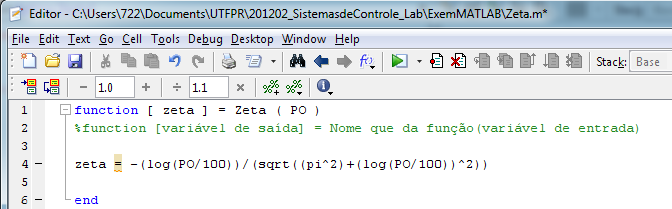 Editor - C:\Users\722\Documents\UTFPR\201202_SistemasdeControle_Lab\ExemMATLAB\Zeta.m*
File Edit Text Go Cell Tools Debug Desktop Window Help
Stack: Base
- 1.0 + ÷ 1.1 ×
1 function [ zeta ] = Zeta ( PO )
2 %function [variável de saída] = Nome que da função(variável de entrada)
3
4 - zeta = -(log(PO/100))/(sqrt((pi^2)+(log(PO/100))^2))
5
6 - end